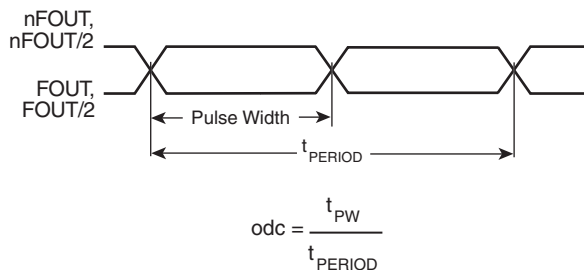 nFOUT,
nFOUT/2
FOUT,
FOUT/2
Pulse Width
tPERIOD
odc = tPW
tPERIOD